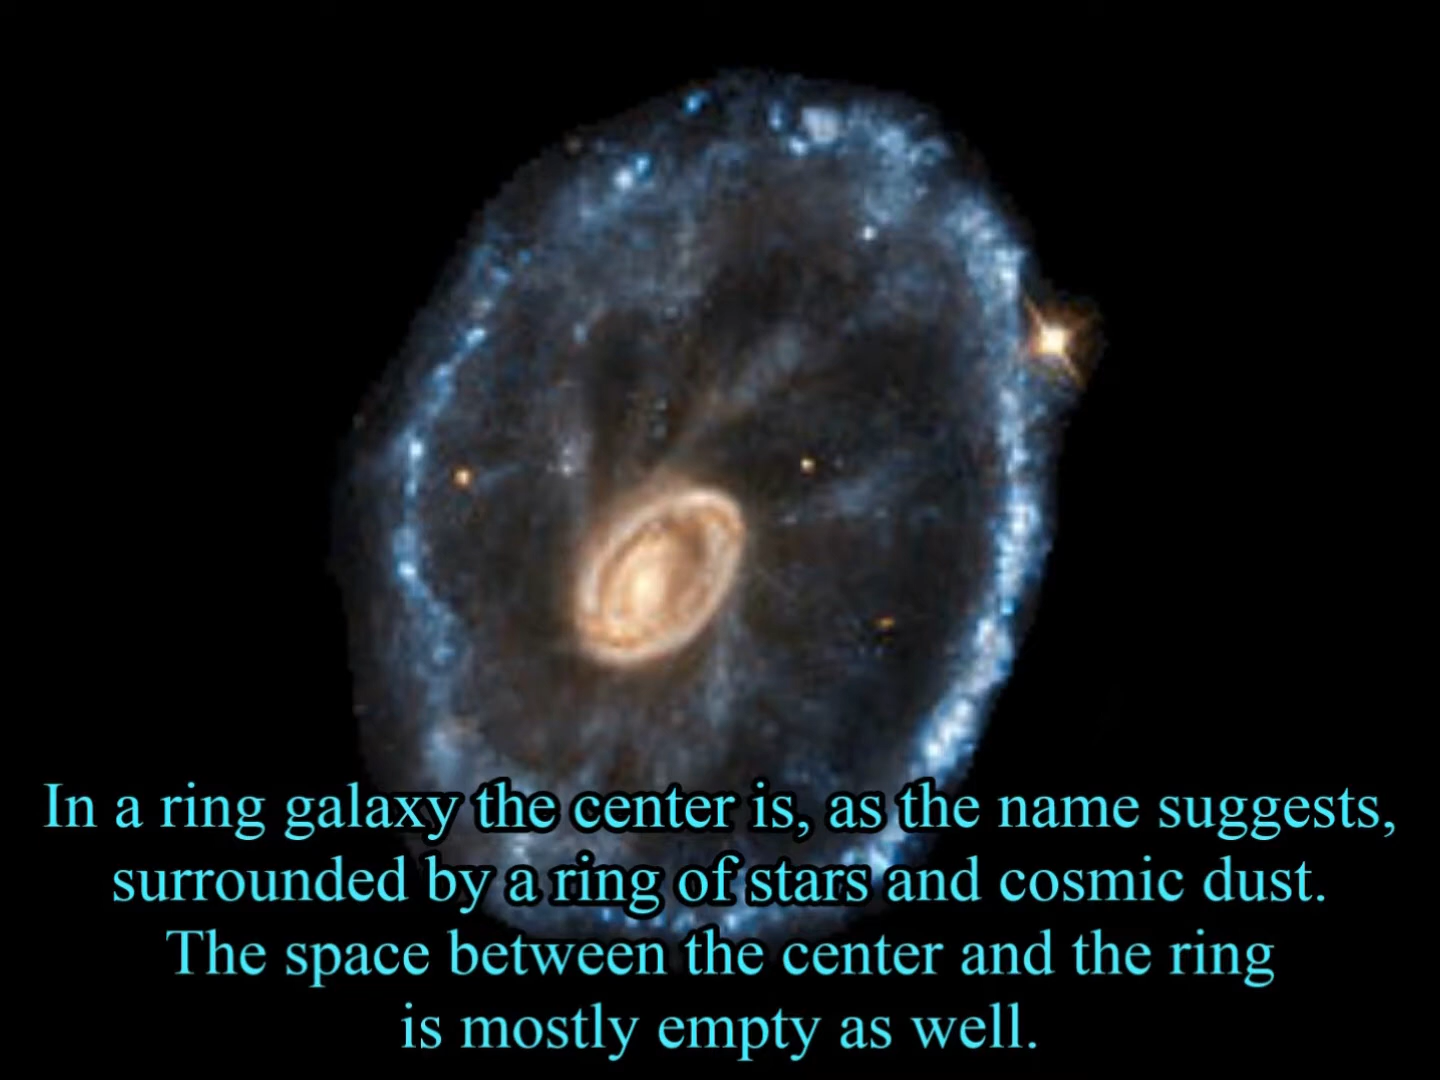 In a ring galaxy the center is, as the name suggests,
surrounded by a ring of stars and cosmic dust.
The space between the center and the ring
is mostly empty as well.